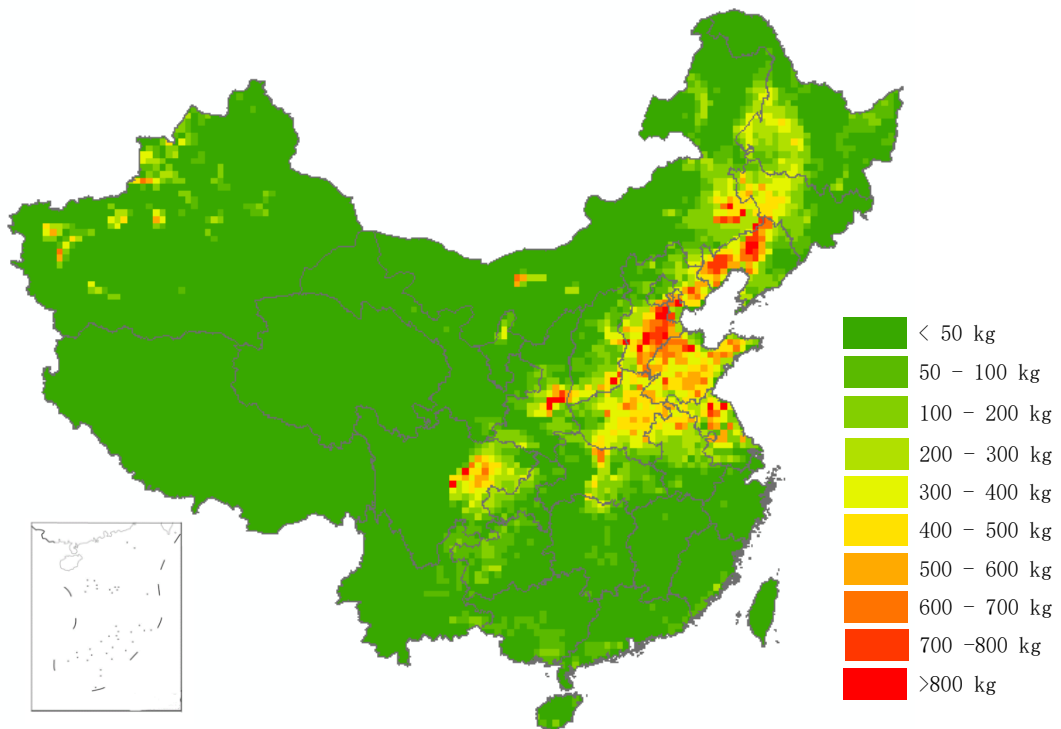 < 50 kg
50 - 100 kg
100 - 200 kg
200 - 300 kg
300 - 400 kg
400 - 500 kg
500 - 600 kg
600 - 700 kg
700 -800 kg
>800 kg